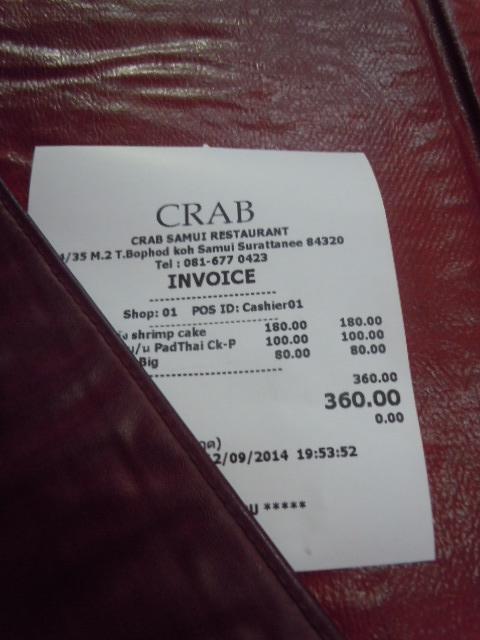 CRAB
CRAB SAMUI RESTAURANT
/35 M.2 T.Bophod koh Samui Surattanee 84320
Tel : 081-677 0423
INVOICE
Shop: 01 POS ID: Cashier01
shrimp cake 180.00 180.00
PadThai Ck-P 100.00 100.00
Big 80.00 80.00
360.00
360.00
0.00
2/09/2014 19:53:52
*****